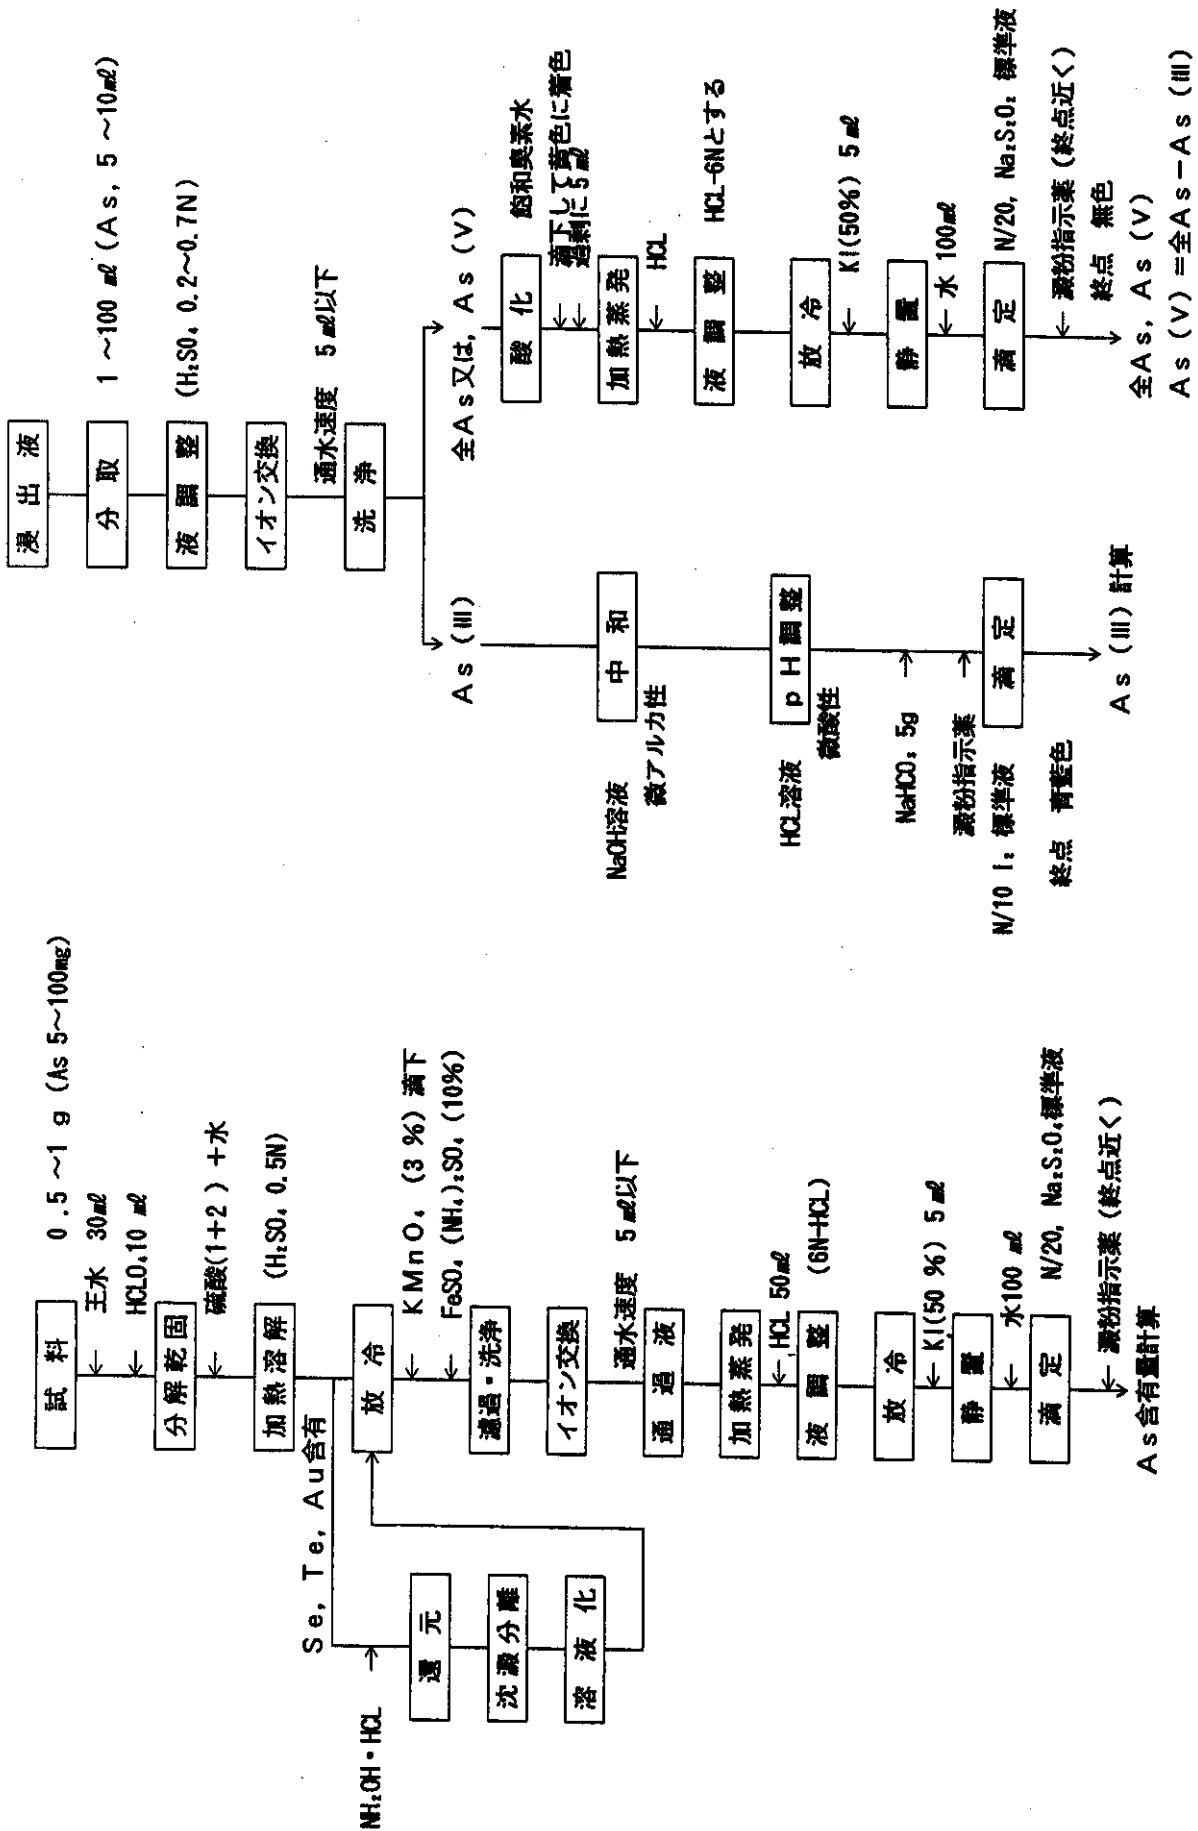 試料
0.5～1g (As 5～100mg)
王水 30㎖
HCLO₄10 ㎖
分解乾固
硫酸(1+2)+水
加熱溶解
(H₂SO₄ 0.5N)
Se, Te, Au含有
NH₂OH・HCL
還元
沈澱分離
溶液化
放冷
KMnO₄ (3 %) 滴下
FeSO₄ (NH₄)₂SO₄ (10%)
濾過・洗浄
イオン交換
通水速度 5 ㎖以下
通過液
加熱蒸発
HCL 50㎖
液調整
(6N-HCL)
放冷
KI(50 %) 5 ㎖
静置
水100 ㎖
滴定
N/20, Na₂S₂O₄標準液
澱粉指示薬 (終点近く)
As含有量計算
浸出液
分取
1 ～100 ㎖ (As, 5 ～10㎖)
液調整
(H₂SO₄ 0.2～0.7N)
イオン交換
通水速度 5 ㎖以下
洗浄
As (Ⅲ)
中和
NaOH溶液
微アルカ性
pH調整
HCL溶液
微酸性
NaHCO₃ 5g
澱粉指示薬
滴定
N/10 I₂ 標準液
終点 青藍色
As (Ⅲ) 計算
全As又は, As (V)
酸化
飽和臭素水
滴下して黄色に着色
過剰に5 ㎖
加熱蒸発
HCL
液調整
HCL-6Nとする
放冷
KI(50%) 5 ㎖
静置
水 100㎖
滴定
N/20, Na₂S₂O₂ 標準液
澱粉指示薬 (終点近く)
終点 無色
全As, As (V)
As (V) =全As-As (Ⅲ)